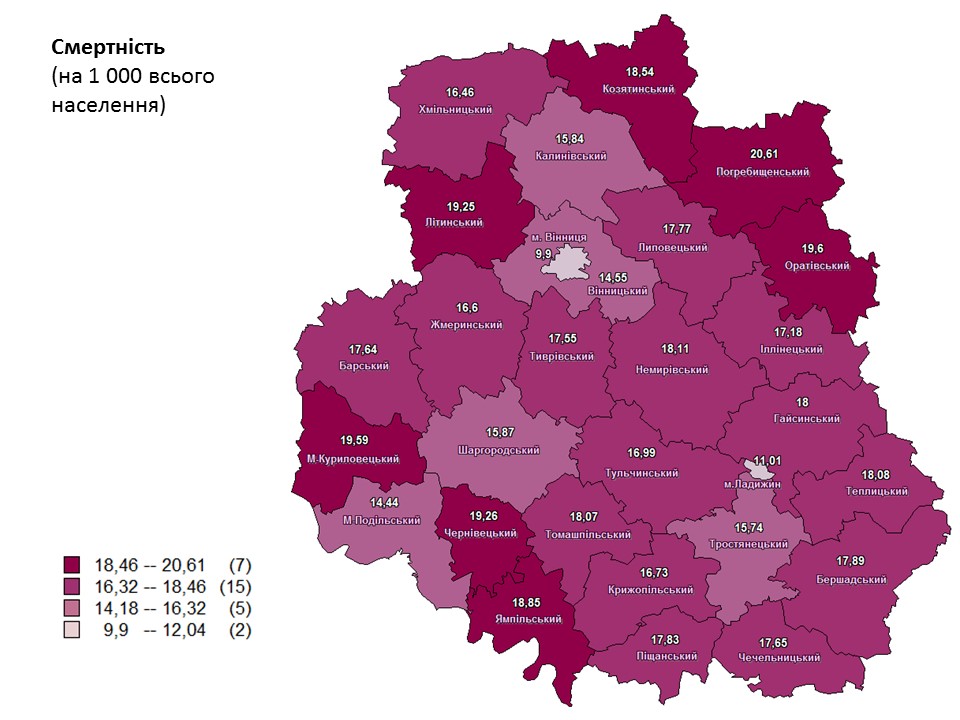 Смертність
(на 1 000 всього
населення)
18,54
Козятинський
16,46
Хмільницький
15,84
Калинівський
20,61
Погребищенський
19,25
Літинський
17,77
Липовецький
м. Вінниця
9,9
19,6
Оратівський
14,55
Вінницький
16,6
Жмеринський
17,18
Іллінецький
17,55
Тиврівський
17,64
Барський
18,11
Немирівський
18
Гайсинський
15,87
Шаргородський
19,59
М-Куриловецький
16,99
Тульчинський
11,01
м.Ладижин
18,08
Теплицький
14,44
М-Подільський
19,26
Чернівецький
18,07
Томашпільський
15,74
Тростянецький
17,89
Бершадський
16,73
Крижопільський
18,85
Ямпільський
17,83
Піщанський
17,65
Чечельницький
18,46 -- 20,61 (7)
16,32 -- 18,46 (15)
14,18 -- 16,32 (5)
9,9 -- 12,04 (2)